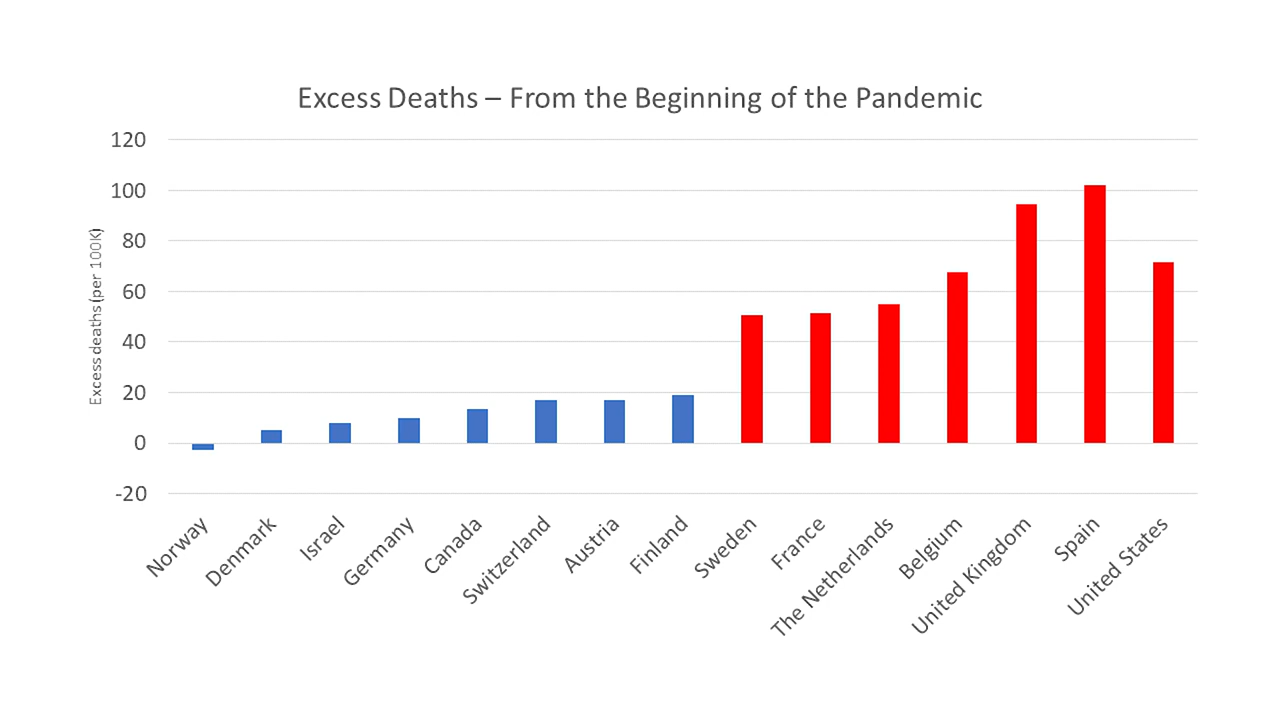 Excess Deaths – From the Beginning of the Pandemic
Excess deaths (per 100K)
120
100
80
60
40
20
0
-20
Norway
Denmark
Israel
Germany
Canada
Switzerland
Austria
Finland
Sweden
France
The Netherlands
Belgium
United Kingdom
Spain
United States